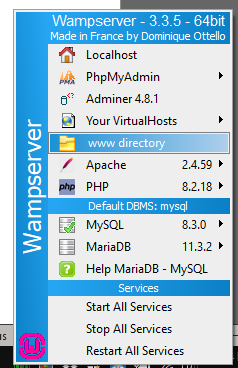 Wampserver - 3.3.5 - 64bit
Made in France by Dominique Ottello
Wampserver
Localhost
PMA PhpMyAdmin
Adminer 4.8.1
Your VirtualHosts
www directory
Apache 2.4.59
php PHP 8.2.18
Default DBMS: mysql
MySQL 8.3.0
MariaDB 11.3.2
? Help MariaDB - MySQL
Services
Start All Services
Stop All Services
Restart All Services